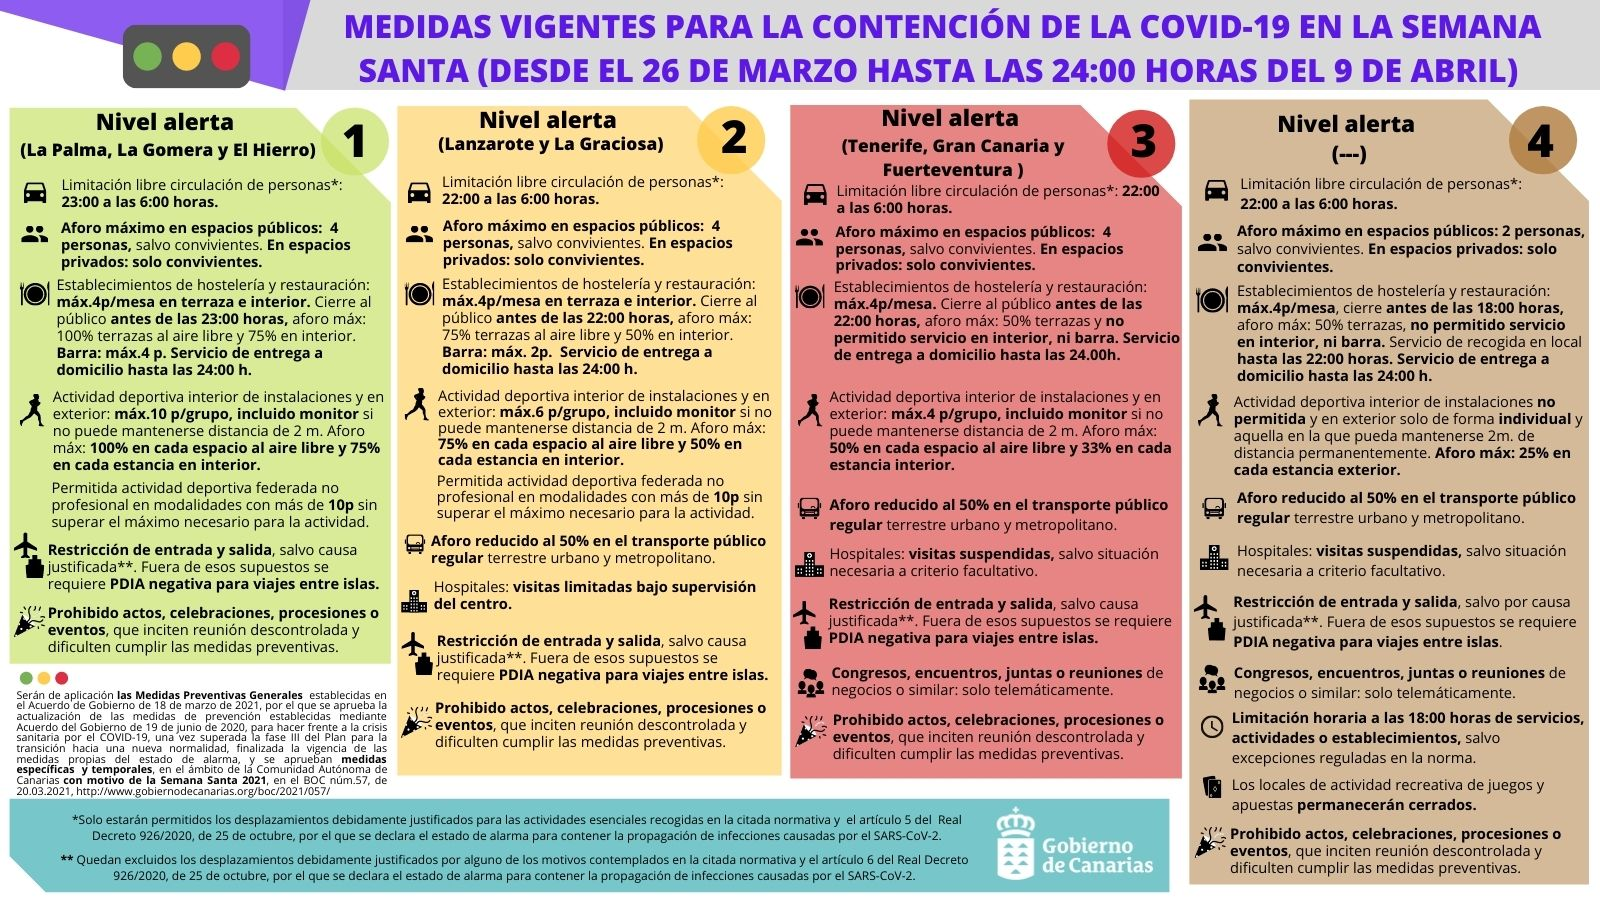 MEDIDAS VIGENTES PARA LA CONTENCIÓN DE LA COVID-19 EN LA SEMANA
SANTA (DESDE EL 26 DE MARZO HASTA LAS 24:00 HORAS DEL 9 DE ABRIL)
Nivel alerta
(La Palma, La Gomera y El Hierro)
1
Limitación libre circulación de personas*:
23:00 a las 6:00 horas.
Aforo máximo en espacios públicos: 4
personas, salvo convivientes. En espacios
privados: solo convivientes.
Establecimientos de hostelería y restauración:
máx.4p/mesa en terraza e interior. Cierre al
público antes de las 23:00 horas, aforo máx:
100% terrazas al aire libre y 75% en interior.
Barra: máx.4 p. Servicio de entrega a
domicilio hasta las 24:00 h.
Actividad deportiva interior de instalaciones y en
exterior: máx.10 p/grupo, incluido monitor si
no puede mantenerse distancia de 2 m. Aforo
máx: 100% en cada espacio al aire libre y 75%
en cada estancia en interior.
Permitida actividad deportiva federada no
profesional en modalidades con más de 10p sin
superar el máximo necesario para la actividad.
Restricción de entrada y salida, salvo causa
justificada**. Fuera de esos supuestos se
requiere PDIA negativa para viajes entre islas.
Prohibido actos, celebraciones, procesiones o
eventos, que inciten reunión descontrolada y
dificulten cumplir las medidas preventivas.
Serán de aplicación las Medidas Preventivas Generales establecidas en
el Acuerdo de Gobierno de 18 de marzo de 2021, por el que se aprueba la
actualización de las medidas de prevención establecidas mediante
Acuerdo del Gobierno de 19 de junio de 2020, para hacer frente a la crisis
sanitaria por el COVID-19, una vez superada la fase III del Plan para la
transición hacia una nueva normalidad, finalizada la vigencia de las
medidas propias del estado de alarma, y se aprueban medidas
específicas y temporales, en el ámbito de la Comunidad Autónoma de
Canarias con motivo de la Semana Santa 2021, en el BOC núm.57, de
20.03.2021, http://www.gobiernodecanarias.org/boc/2021/057/
Nivel alerta
(Lanzarote y La Graciosa)
2
Limitación libre circulación de personas*:
22:00 a las 6:00 horas.
Aforo máximo en espacios públicos: 4
personas, salvo convivientes. En espacios
privados: solo convivientes.
Establecimientos de hostelería y restauración:
máx.4p/mesa en terraza e interior. Cierre al
público antes de las 22:00 horas, aforo máx:
75% terrazas al aire libre y 50% en interior.
Barra: máx. 2p. Servicio de entrega a
domicilio hasta las 24:00 h.
Actividad deportiva interior de instalaciones y en
exterior: máx.6 p/grupo, incluido monitor si no
puede mantenerse distancia de 2 m. Aforo máx:
75% en cada espacio al aire libre y 50% en
cada estancia en interior.
Permitida actividad deportiva federada no
profesional en modalidades con más de 10p sin
superar el máximo necesario para la actividad.
Aforo reducido al 50% en el transporte público
regular terrestre urbano y metropolitano.
Hospitales: visitas limitadas bajo supervisión
del centro.
Restricción de entrada y salida, salvo causa
justificada**. Fuera de esos supuestos se
requiere PDIA negativa para viajes entre islas.
Prohibido actos, celebraciones, procesiones o
eventos, que inciten reunión descontrolada y
dificulten cumplir las medidas preventivas.
Nivel alerta
(Tenerife, Gran Canaria y
Fuerteventura )
3
Limitación libre circulación de personas*: 22:00
a las 6:00 horas.
Aforo máximo en espacios públicos: 4
personas, salvo convivientes. En espacios
privados: solo convivientes.
Establecimientos de hostelería y restauración:
máx.4p/mesa. Cierre al público antes de las
22:00 horas, aforo máx: 50% terrazas y no
permitido servicio en interior, ni barra. Servicio
de entrega a domicilio hasta las 24.00h.
Actividad deportiva interior de instalaciones y en
exterior: máx.4 p/grupo, incluido monitor si no
puede mantenerse distancia de 2 m. Aforo máx:
50% en cada espacio al aire libre y 33% en cada
estancia interior.
Aforo reducido al 50% en el transporte público
regular terrestre urbano y metropolitano.
Hospitales: visitas suspendidas, salvo situación
necesaria a criterio facultativo.
Restricción de entrada y salida, salvo causa
justificada**. Fuera de esos supuestos se requiere
PDIA negativa para viajes entre islas.
Congresos, encuentros, juntas o reuniones de
negocios o similar: solo telemáticamente.
Prohibido actos, celebraciones, procesiones o
eventos, que inciten reunión descontrolada y
dificulten cumplir las medidas preventivas.
Nivel alerta
(---)
4
Limitación libre circulación de personas*:
22:00 a las 6:00 horas.
Aforo máximo en espacios públicos: 2 personas,
salvo convivientes. En espacios privados: solo
convivientes.
Establecimientos de hostelería y restauración:
máx.4p/mesa, cierre antes de las 18:00 horas,
aforo máx: 50% terrazas, no permitido servicio
en interior, ni barra. Servicio de recogida en local
hasta las 22:00 horas. Servicio de entrega a
domicilio hasta las 24:00 h.
Actividad deportiva interior de instalaciones no
permitida y en exterior solo de forma individual y
aquella en la que pueda mantenerse 2m. de
distancia permanentemente. Aforo máx: 25% en
cada estancia exterior.
Aforo reducido al 50% en el transporte público
regular terrestre urbano y metropolitano.
Hospitales: visitas suspendidas, salvo situación
necesaria a criterio facultativo.
Restricción de entrada y salida, salvo por causa
justificada**. Fuera de esos supuestos se requiere
PDIA negativa para viajes entre islas.
Congresos, encuentros, juntas o reuniones de
negocios o similar: solo telemáticamente.
Limitación horaria a las 18:00 horas de servicios,
actividades o establecimientos, salvo
excepciones reguladas en la norma.
Los locales de actividad recreativa de juegos y
apuestas permanecerán cerrados.
Prohibido actos, celebraciones, procesiones o
eventos, que inciten reunión descontrolada y
dificulten cumplir las medidas preventivas.
*Solo estarán permitidos los desplazamientos debidamente justificados para las actividades esenciales recogidas en la citada normativa y el artículo 5 del Real
Decreto 926/2020, de 25 de octubre, por el que se declara el estado de alarma para contener la propagación de infecciones causadas por el SARS-CoV-2.
** Quedan excluidos los desplazamientos debidamente justificados por alguno de los motivos contemplados en la citada normativa y el artículo 6 del Real Decreto
926/2020, de 25 de octubre, por el que se declara el estado de alarma para contener la propagación de infecciones causadas por el SARS-CoV-2.
Gobierno
de Canarias